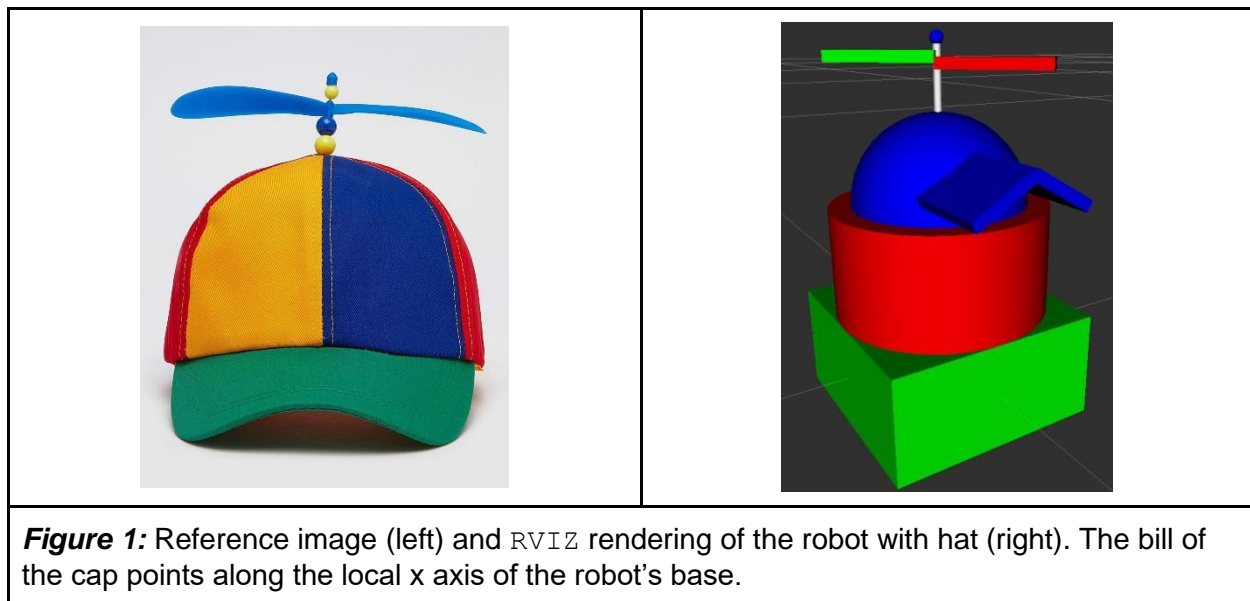 Figure 1: Reference image (left) and RVIZ rendering of the robot with hat (right). The bill of
the cap points along the local x axis of the robot's base.